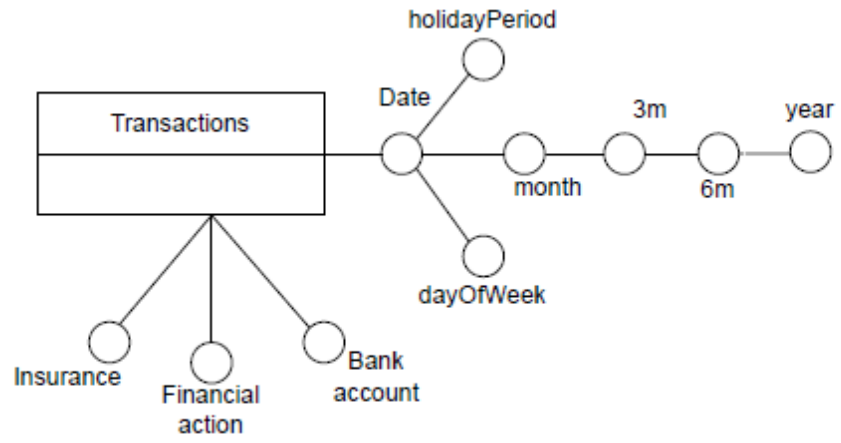 holidayPeriod
Date
3m
year
Transactions
month
6m
dayOfWeek
Insurance
Financial
action
Bank
account